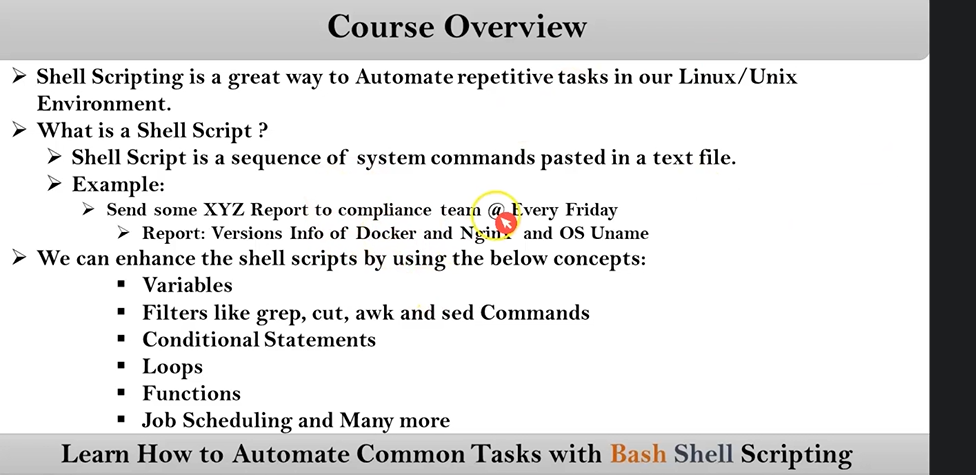 Course Overview
➢ Shell Scripting is a great way to Automate repetitive tasks in our Linux/Unix
Environment.
➢ What is a Shell Script ?
➢ Shell Script is a sequence of system commands pasted in a text file.
➢ Example:
➢ Send some XYZ Report to compliance team @ Every Friday
➢ Report: Versions Info of Docker and Nginx and OS Uname
➢ We can enhance the shell scripts by using the below concepts:
▪ Variables
▪ Filters like grep, cut, awk and sed Commands
▪ Conditional Statements
▪ Loops
▪ Functions
▪ Job Scheduling and Many more
Learn How to Automate Common Tasks with Bash Shell Scripting